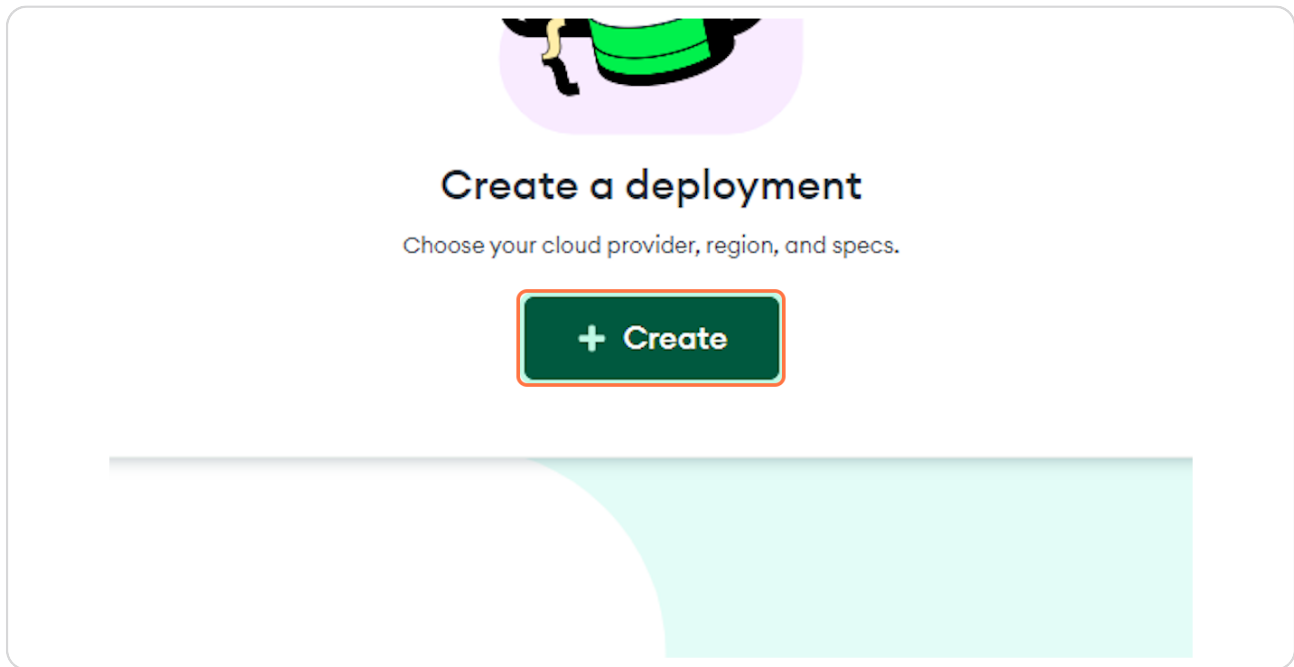 Create a deployment
Choose your cloud provider, region, and specs.
+ Create